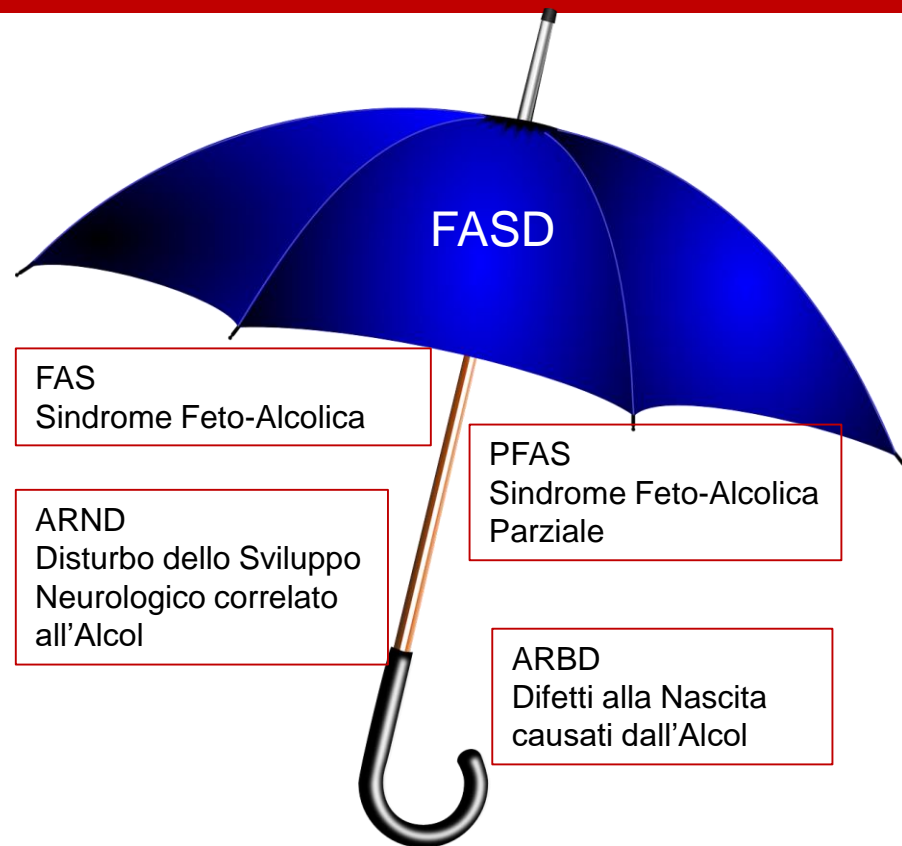 FASD
FAS
Sindrome Feto-Alcolica
PFAS
Sindrome Feto-Alcolica
Parziale
ARND
Disturbo dello Sviluppo
Neurologico correlato
all’Alcol
ARBD
Difetti alla Nascita
causati dall’Alcol